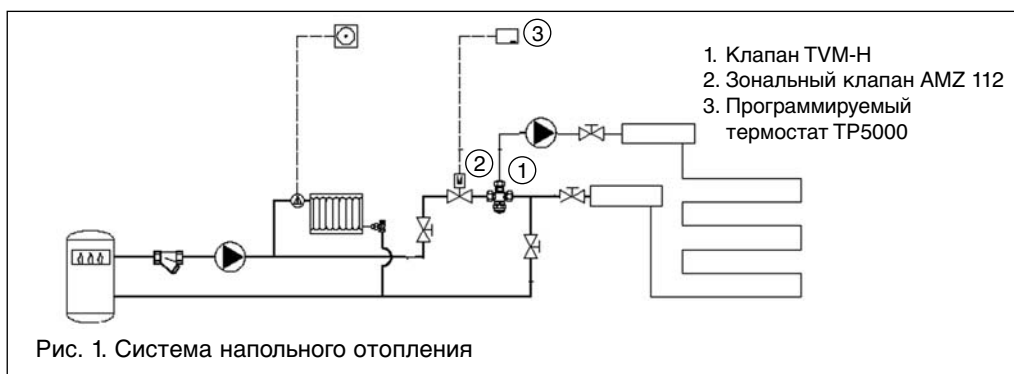 3
2
1
1. Клапан TVM-H
2. Зональный клапан AMZ 112
3. Программируемый
термостат TP5000
Рис. 1. Система напольного отопления